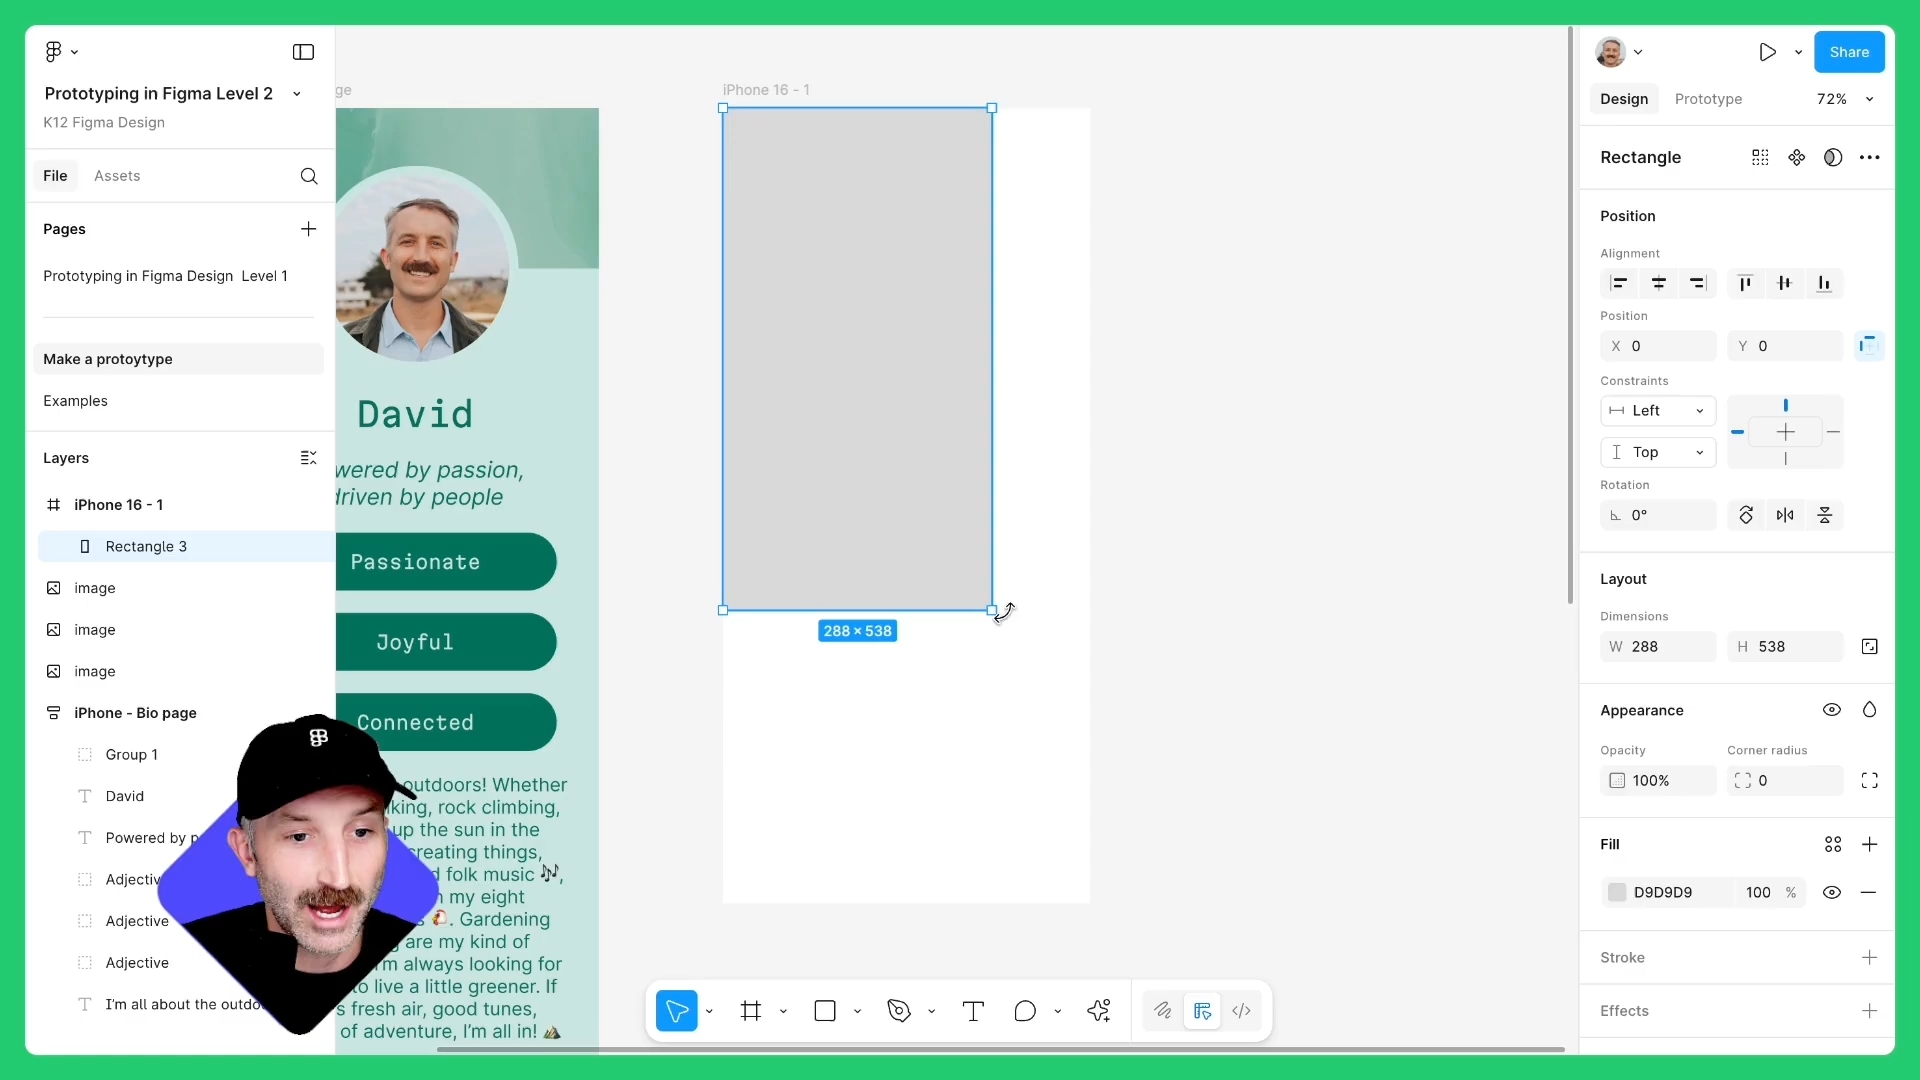 Prototyping in Figma Level 2
K12 Figma Design
File
Assets
Pages
Prototyping in Figma Design Level 1
Make a protoytype
Examples
Layers
iPhone 16 - 1
Rectangle 3
image
image
image
iPhone - Bio page
Group 1
David
Powered by p
Adjectiv
Adjective
Adjective
I'm all about the outdo
ge
David
wered by passion,
driven by people
Passionate
Joyful
Connected
outdoors! Whether
king, rock climbing,
up the sun in the
creating things,
d folk music 🎶,
n my eight
s 🐔. Gardening
g are my kind of
'm always looking for
to live a little greener. If
s fresh air, good tunes,
of adventure, I'm all in! ⛰️
iPhone 16 - 1
288 × 538
Share
Design
Prototype
72%
Rectangle
Position
Alignment
Position
X 0
Y 0
Constraints
Left
Top
Rotation
0°
Layout
Dimensions
W 288
H 538
Appearance
Opacity
Corner radius
100%
0
Fill
D9D9D9
100 %
Stroke
Effects